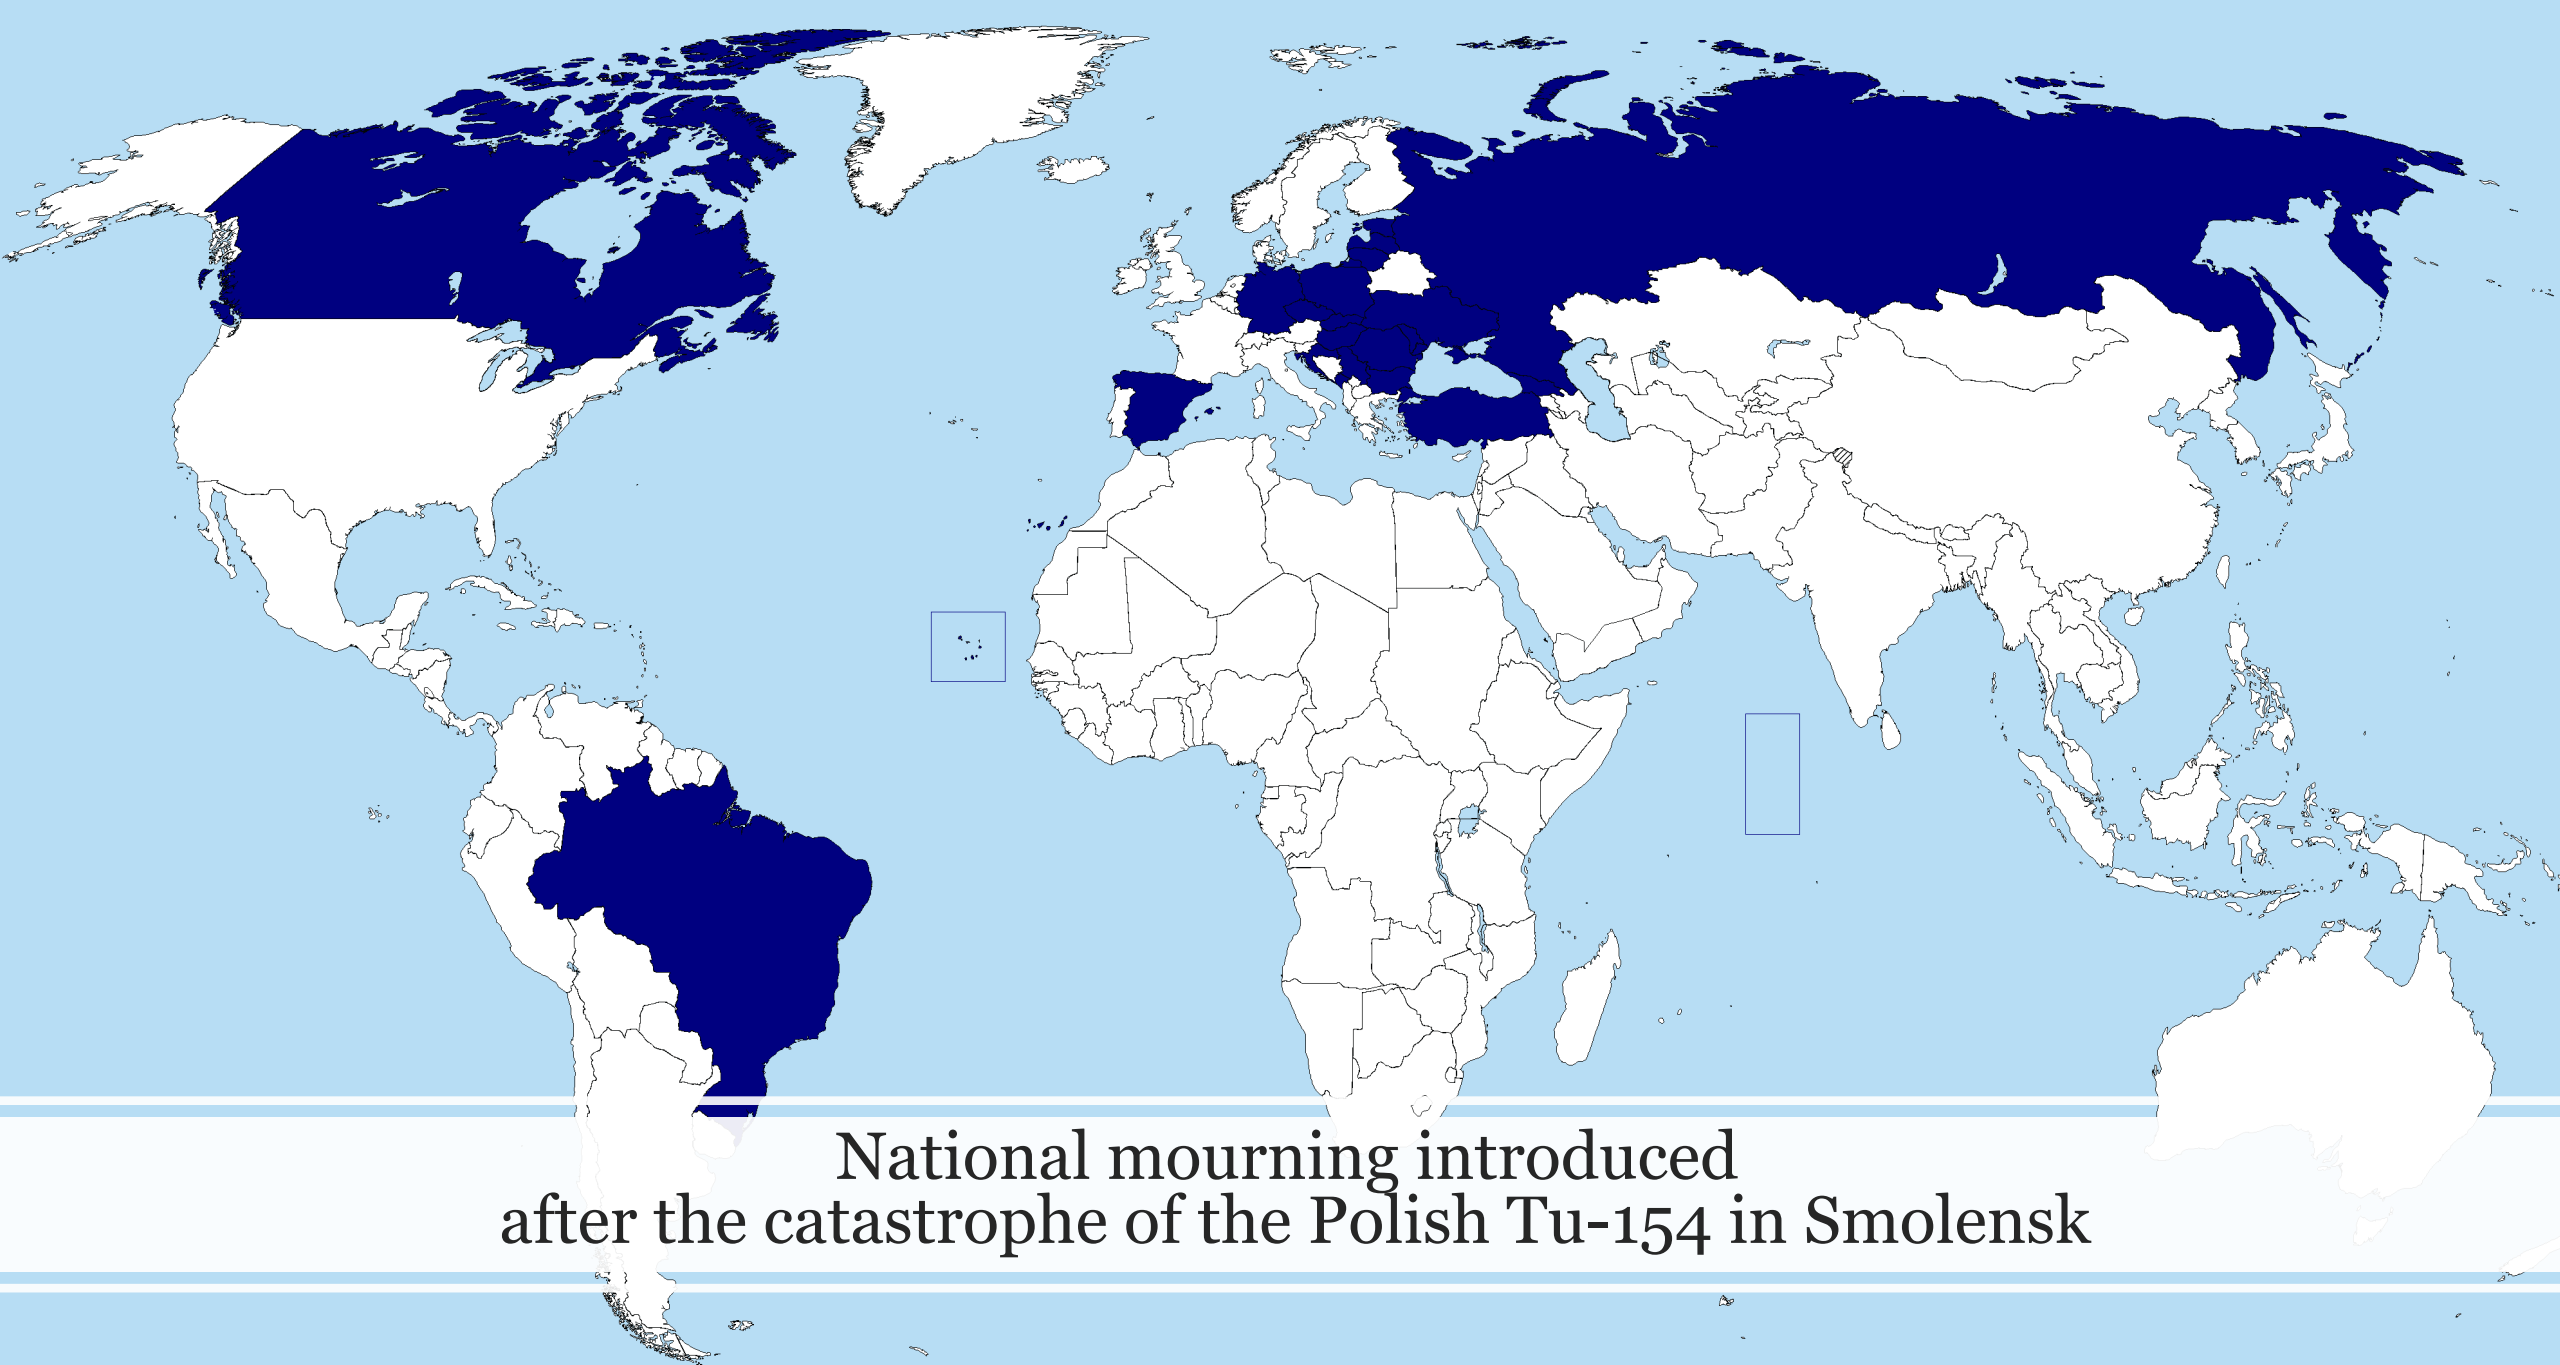 National mourning introduced
after the catastrophe of the Polish Tu-154 in Smolensk